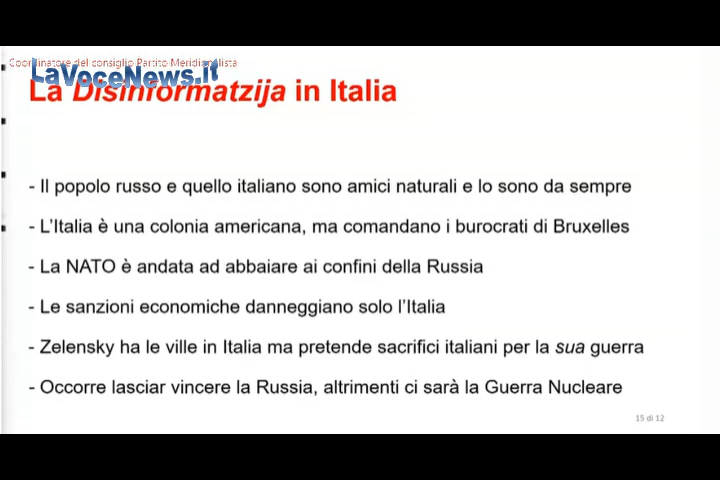 Coordinatore del consiglio Partito Meridionalista
LaVoceNews.it
La Disinformatzija in Italia
- Il popolo russo e quello italiano sono amici naturali e lo sono da sempre
- L'Italia è una colonia americana, ma comandano i burocrati di Bruxelles
- La NATO è andata ad abbaiare ai confini della Russia
- Le sanzioni economiche danneggiano solo l'Italia
- Zelensky ha le ville in Italia ma pretende sacrifici italiani per la sua guerra
- Occorre lasciar vincere la Russia, altrimenti ci sarà la Guerra Nucleare
15 di 12